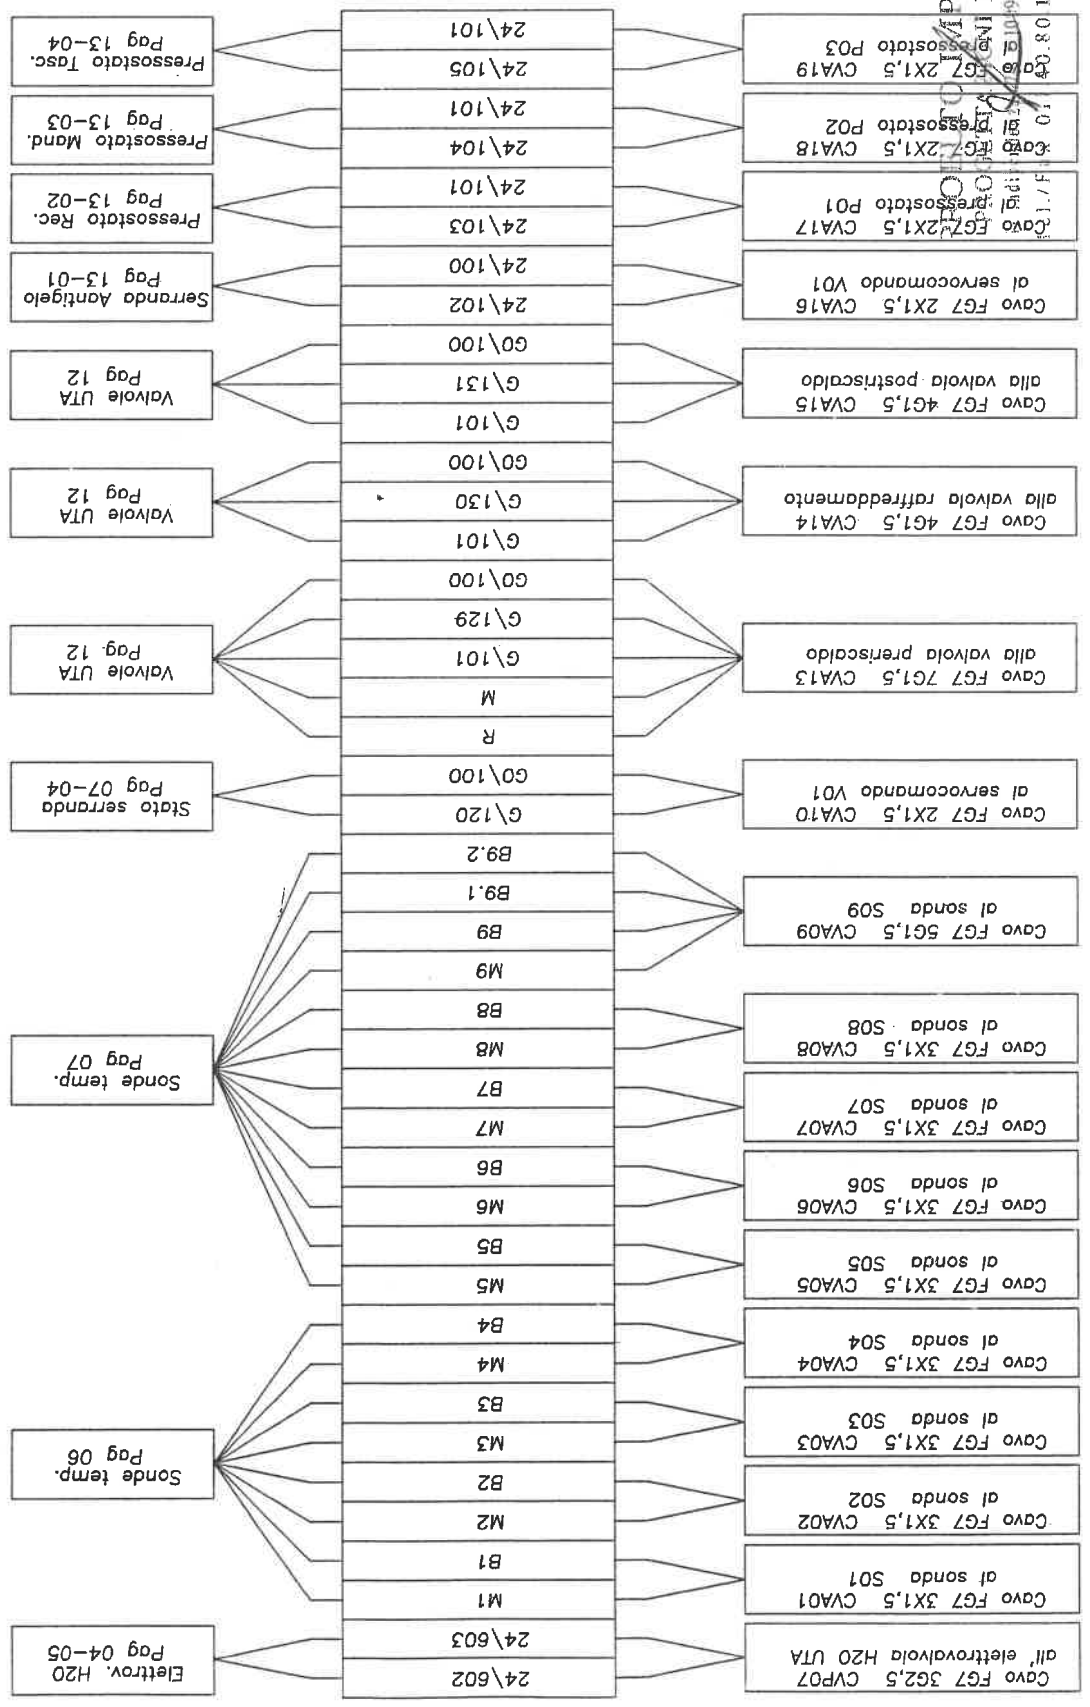 Cavo FG7 3G2,5 CVP07
all' elettrovalvola H20 UTA
24\602
24\603
Elettrov. H20
Pag 04-05
Cavo FG7 3X1,5 CVA01
al sonda S01
M1
B1
Cavo FG7 3X1,5 CVA02
al sonda S02
M2
B2
Cavo FG7 3X1,5 CVA03
al sonda S03
M3
B3
Cavo FG7 3X1,5 CVA04
al sonda S04
M4
B4
Sonde temp.
Pag 06
Cavo FG7 3X1,5 CVA05
al sonda S05
M5
B5
Cavo FG7 3X1,5 CVA06
al sonda S06
M6
B6
Cavo FG7 3X1,5 CVA07
al sonda S07
M7
B7
Cavo FG7 3X1,5 CVA08
al sonda S08
M8
B8
Cavo FG7 5G1,5 CVA09
al sonda S09
M9
B9
B9.1
B9.2
Sonde temp.
Pag 07
Cavo FG7 2X1,5 CVA10
al servocomando V01
G\120
G0\100
Stato serranda
Pag 07-04
Cavo FG7 7G1,5 CVA13
alla valvola preriscaldo
R
M
G\101
G\129
G0\100
Valvole UTA
Pag 12
Cavo FG7 4G1,5 CVA14
alla valvola raffreddamento
G\101
G\130
G0\100
Valvole UTA
Pag 12
Cavo FG7 4G1,5 CVA15
alla valvola postriscaldo
G\101
G\131
G0\100
Valvole UTA
Pag 12
Cavo FG7 2X1,5 CVA16
al servocomando V01
24\102
24\100
Serranda Aantigelo
Pag 13-01
Cavo FG7 2X1,5 CVA17
al pressostato P01
24\103
24\101
Pressostato Rec.
Pag 13-02
Cavo FG7 2X1,5 CVA18
al pressostato P02
24\104
24\101
Pressostato Mand.
Pag 13-03
Cavo FG7 2X1,5 CVA19
al pressostato P03
24\105
24\101
Pressostato Tasc.
Pag 13-04